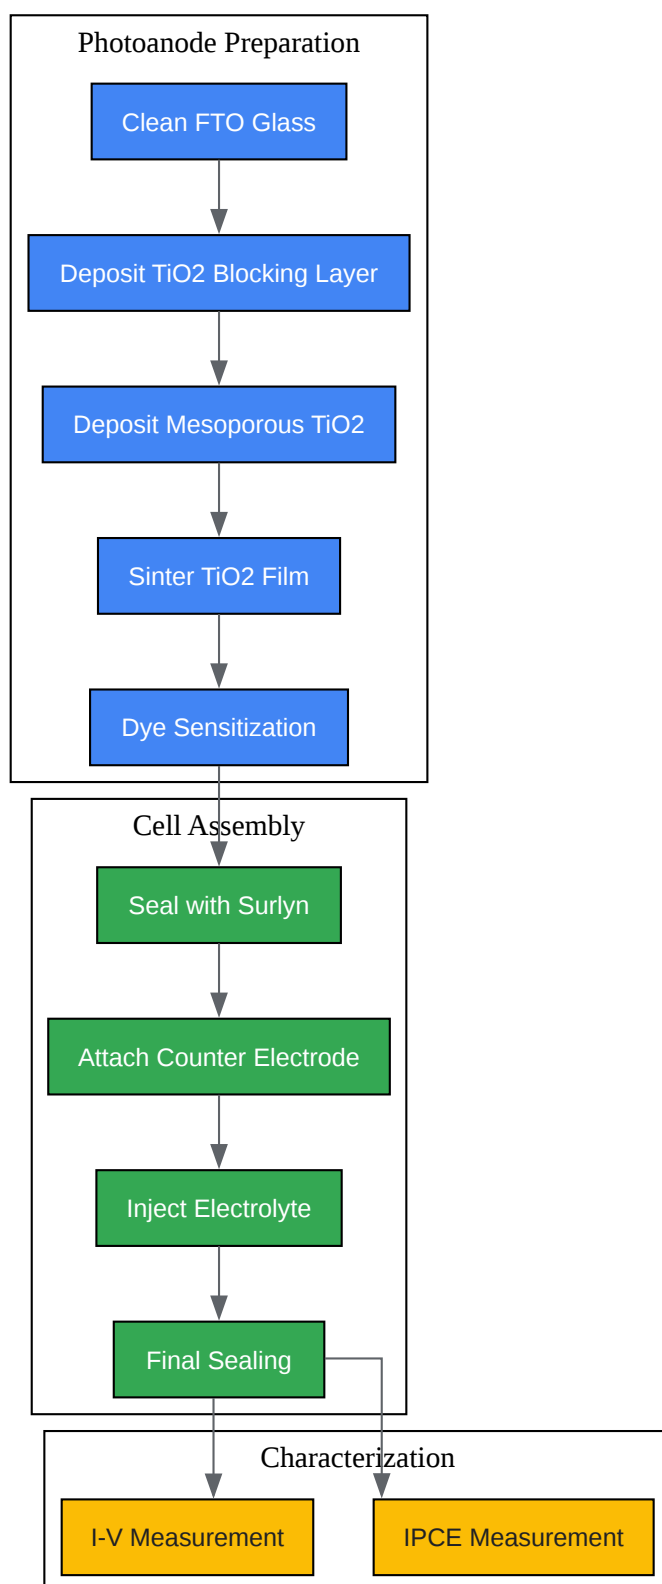 Photoanode Preparation
Clean FTO Glass
Deposit TiO2 Blocking Layer
Deposit Mesoporous TiO2
Sinter TiO2 Film
Dye Sensitization
Cell Assembly
Seal with Surlyn
Attach Counter Electrode
Inject Electrolyte
Final Sealing
Characterization
I-V Measurement
IPCE Measurement